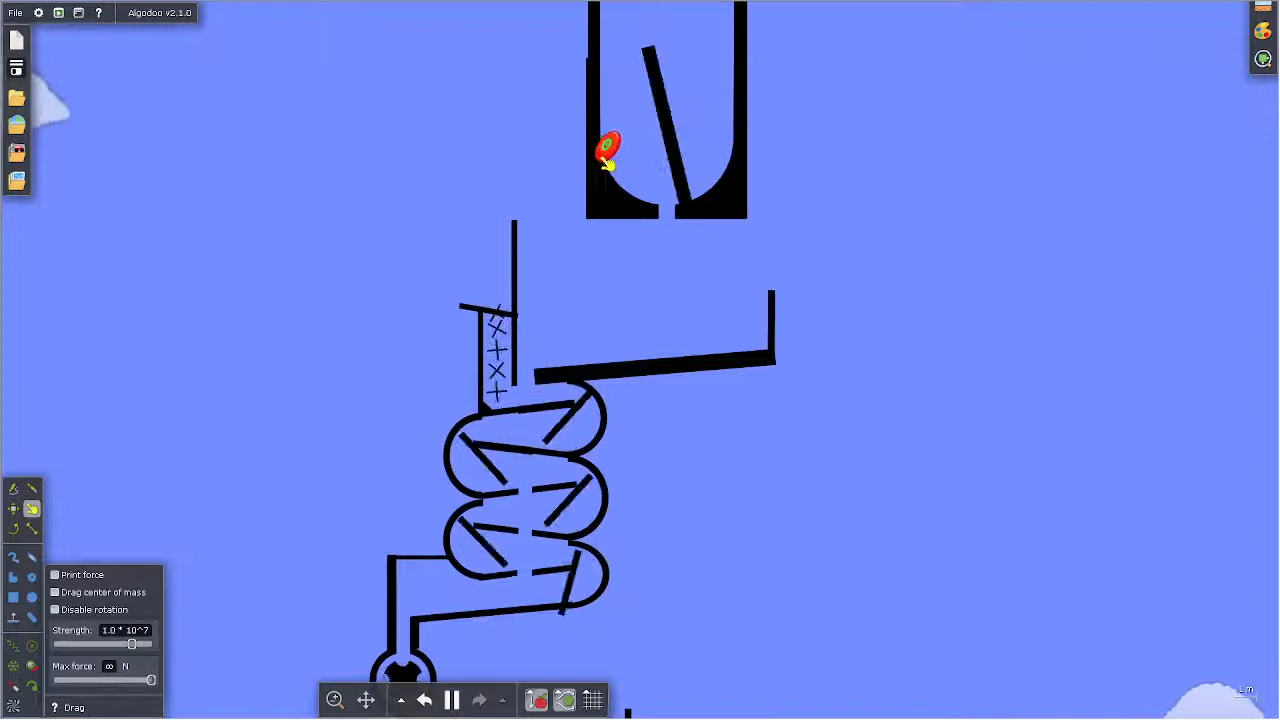 File ? Algodoo v2.1.0
Print force
Drag center of mass
Disable rotation
Strength: 1.0 * 10^7
Max force: ∞ N
? Drag
1 m